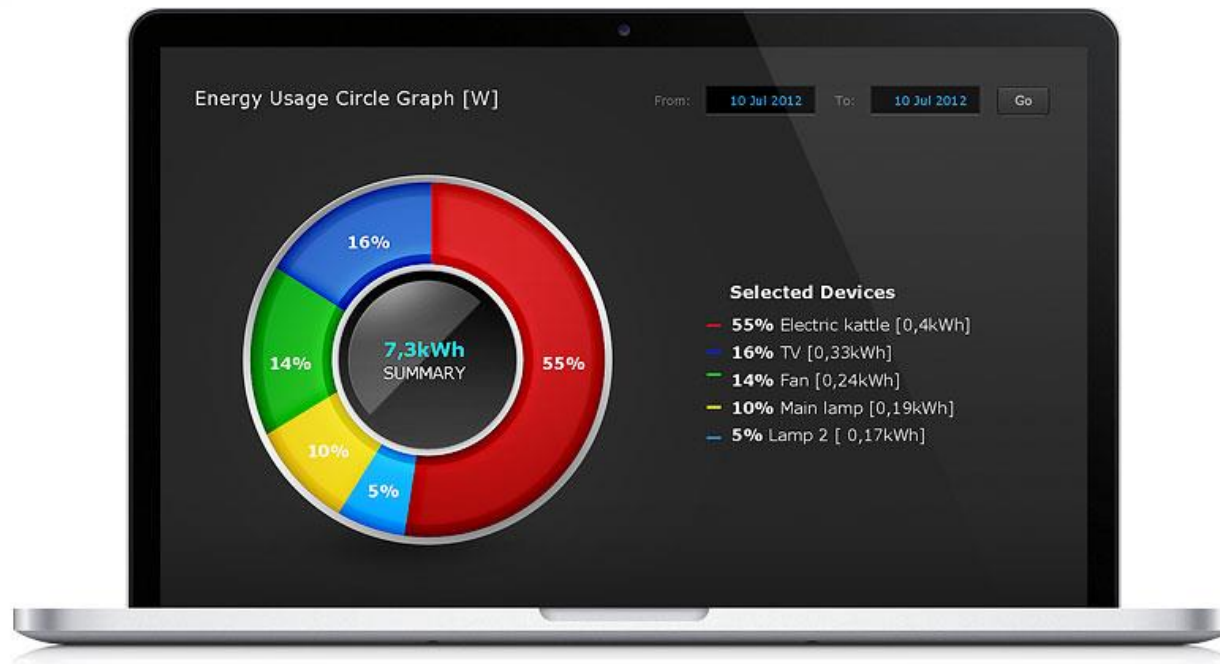 Energy Usage Circle Graph [W]
From: 10 Jul 2012 To: 10 Jul 2012 Go
16%
14%
55%
10%
5%
7,3kWh
SUMMARY
Selected Devices
55% Electric kattle [0,4kWh]
16% TV [0,33kWh]
14% Fan [0,24kWh]
10% Main lamp [0,19kWh]
5% Lamp 2 [ 0,17kWh]